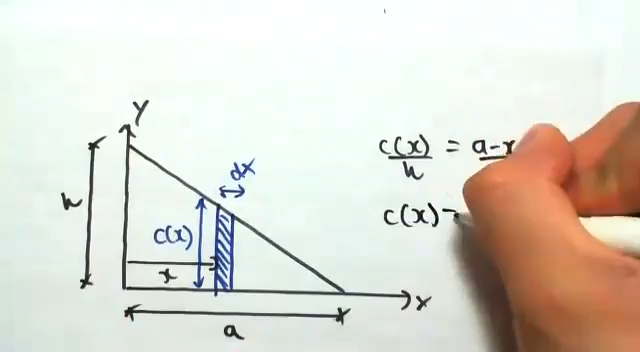 y
h
dx
c(x)
x
x
a
c(x)/h = a-x
c(x)=